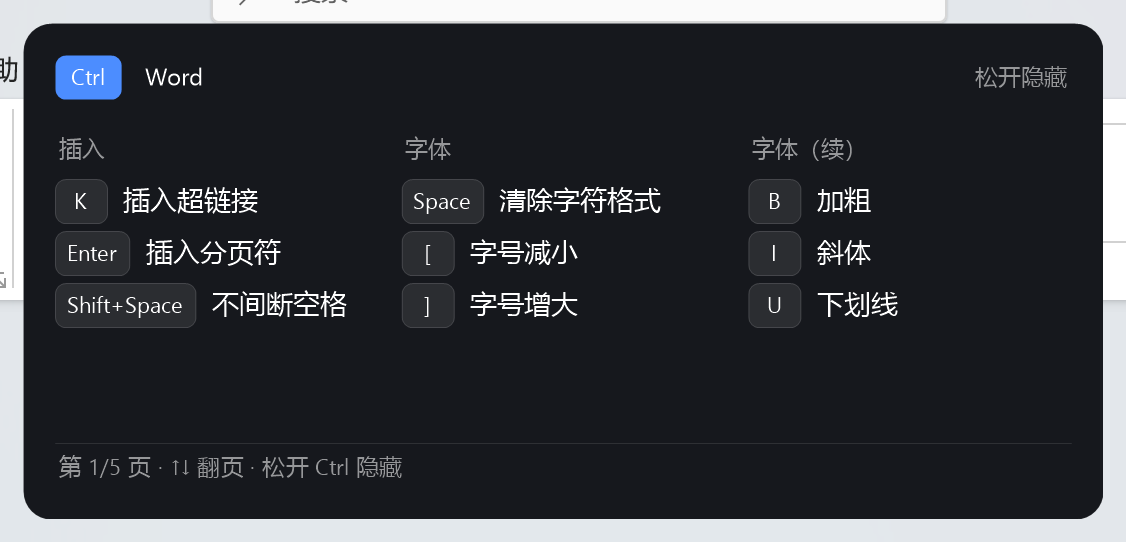 助
Ctrl Word 松开隐藏
插入
K 插入超链接
Enter 插入分页符
Shift+Space 不间断空格
字体
Space 清除字符格式
[ 字号减小
] 字号增大
字体（续）
B 加粗
I 斜体
U 下划线
第 1/5 页 · ↑↓ 翻页 · 松开 Ctrl 隐藏